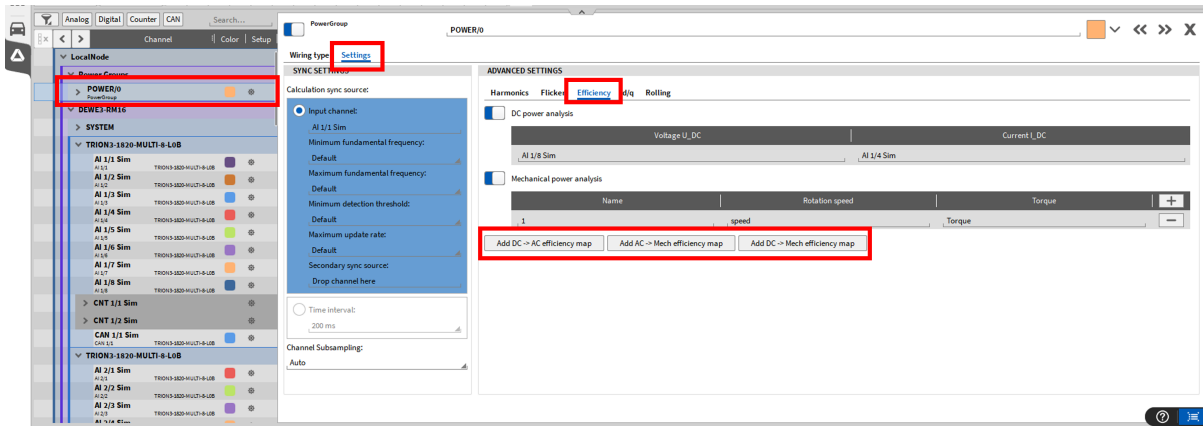 Analog Digital Counter CAN Search...
Channel Color Setup
LocalNode
Power Groups
POWER/0
PowerGroup
DEWE3-RM16
SYSTEM
TRION3-1820-MULTI-8-L0B
AI 1/1 Sim
AI 1/1 TRION3-1820-MULTI-8-L0B
AI 1/2 Sim
AI 1/2 TRION3-1820-MULTI-8-L0B
AI 1/3 Sim
AI 1/3 TRION3-1820-MULTI-8-L0B
AI 1/4 Sim
AI 1/4 TRION3-1820-MULTI-8-L0B
AI 1/5 Sim
AI 1/5 TRION3-1820-MULTI-8-L0B
AI 1/6 Sim
AI 1/6 TRION3-1820-MULTI-8-L0B
AI 1/7 Sim
AI 1/7 TRION3-1820-MULTI-8-L0B
AI 1/8 Sim
AI 1/8 TRION3-1820-MULTI-8-L0B
CNT 1/1 Sim
CNT 1/2 Sim
CAN 1/1 Sim
CAN 1/1 TRION3-1820-MULTI-8-L0B
TRION3-1820-MULTI-8-L0B
AI 2/1 Sim
AI 2/1 TRION3-1820-MULTI-8-L0B
AI 2/2 Sim
AI 2/2 TRION3-1820-MULTI-8-L0B
AI 2/3 Sim
AI 2/3 TRION3-1820-MULTI-8-L0B
AI 2/4 Sim
PowerGroup
POWER/0
X
Wiring type Settings
SYNC SETTINGS
Calculation sync source:
Input channel:
AI 1/1 Sim
Minimum fundamental frequency:
Default
Maximum fundamental frequency:
Default
Minimum detection threshold:
Default
Maximum update rate:
Default
Secondary sync source:
Drop channel here
Time interval:
200 ms
Channel Subsampling:
Auto
ADVANCED SETTINGS
Harmonics Flicker Efficiency d/q Rolling
DC power analysis
Voltage U_DC Current I_DC
AI 1/8 Sim AI 1/4 Sim
Mechanical power analysis
Name Rotation speed Torque +
1 speed Torque −
Add DC -> AC efficiency map Add AC -> Mech efficiency map Add DC -> Mech efficiency map
?